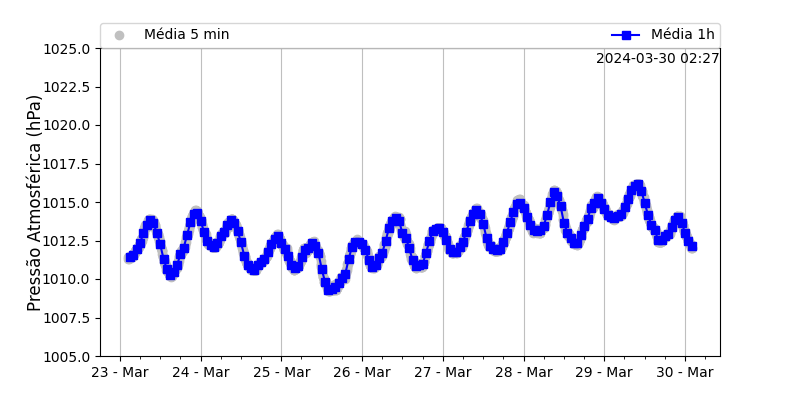 Média 5 min
Média 1h
2024-03-30 02:27
Pressão Atmosférica (hPa)
1025.0
1022.5
1020.0
1017.5
1015.0
1012.5
1010.0
1007.5
1005.0
23 - Mar
24 - Mar
25 - Mar
26 - Mar
27 - Mar
28 - Mar
29 - Mar
30 - Mar